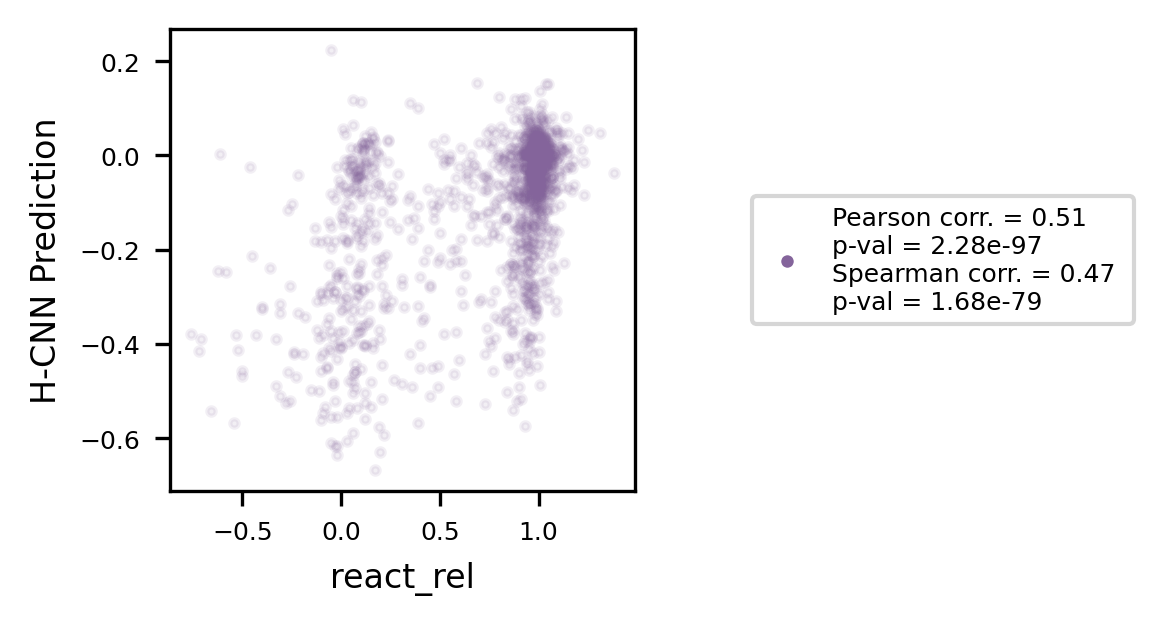 0.2
0.0
−0.2
−0.4
−0.6
H-CNN Prediction
−0.5
0.0
0.5
1.0
react_rel
Pearson corr. = 0.51
p-val = 2.28e-97
Spearman corr. = 0.47
p-val = 1.68e-79